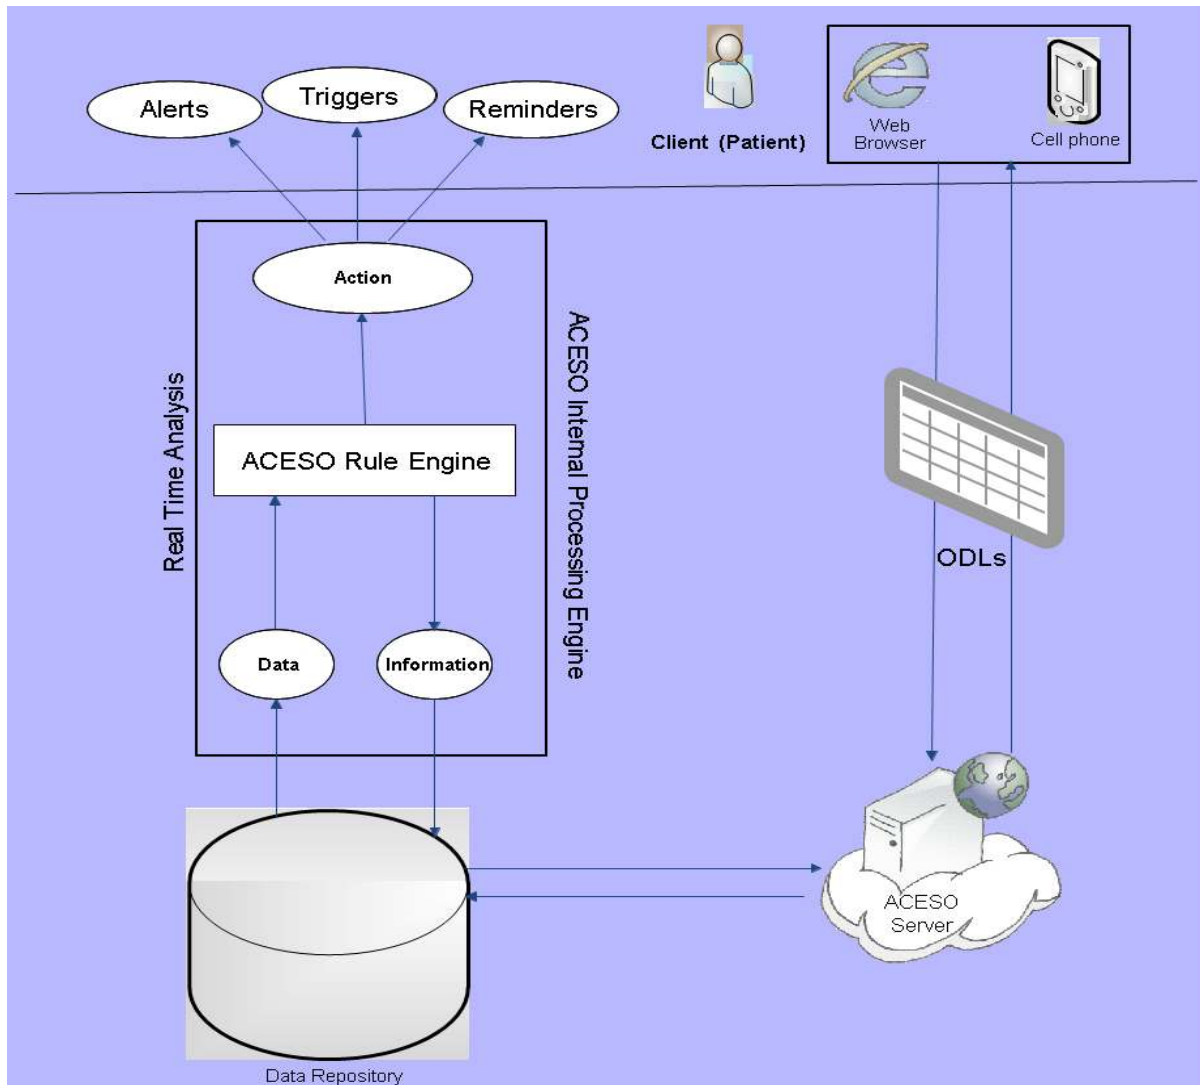 Alerts
Triggers
Reminders
Client (Patient)
Web
Browser
Cell phone
Action
Real Time Analysis
ACESO Internal Processing Engine
ACESO Rule Engine
ODLs
Data
Information
ACESO
Server
Data Repository